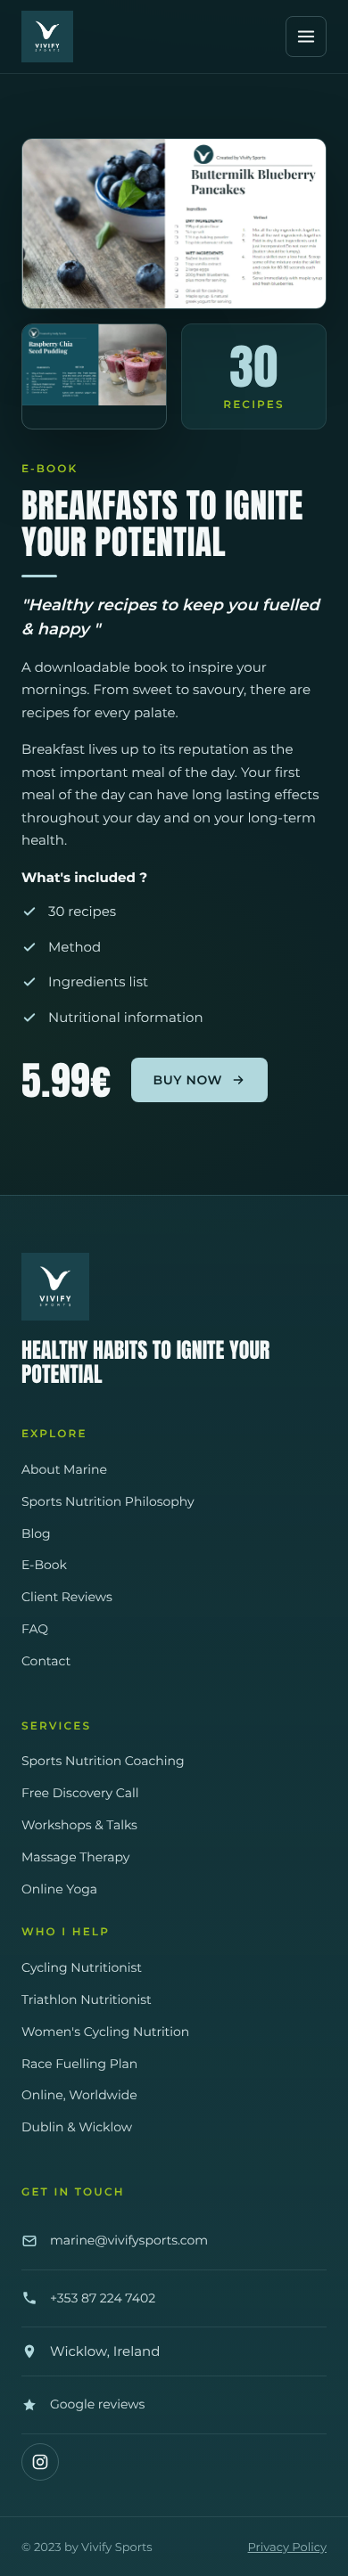 VIVIFY
SPORTS
Created by Vivify Sports
Buttermilk Blueberry
Pancakes
Ingredients
Method
DRY INGREDIENTS
WET INGREDIENTS
Raspberry Chia
Seed Pudding
30
RECIPES
E-BOOK
BREAKFASTS TO IGNITE
YOUR POTENTIAL
"Healthy recipes to keep you fuelled
& happy "
A downloadable book to inspire your
mornings. From sweet to savoury, there are
recipes for every palate.
Breakfast lives up to its reputation as the
most important meal of the day. Your first
meal of the day can have long lasting effects
throughout your day and on your long-term
health.
What's included ?
30 recipes
Method
Ingredients list
Nutritional information
5.99€
BUY NOW →
VIVIFY
SPORTS
HEALTHY HABITS TO IGNITE YOUR
POTENTIAL
EXPLORE
About Marine
Sports Nutrition Philosophy
Blog
E-Book
Client Reviews
FAQ
Contact
SERVICES
Sports Nutrition Coaching
Free Discovery Call
Workshops & Talks
Massage Therapy
Online Yoga
WHO I HELP
Cycling Nutritionist
Triathlon Nutritionist
Women's Cycling Nutrition
Race Fuelling Plan
Online, Worldwide
Dublin & Wicklow
GET IN TOUCH
marine@vivifysports.com
+353 87 224 7402
Wicklow, Ireland
Google reviews
© 2023 by Vivify Sports
Privacy Policy